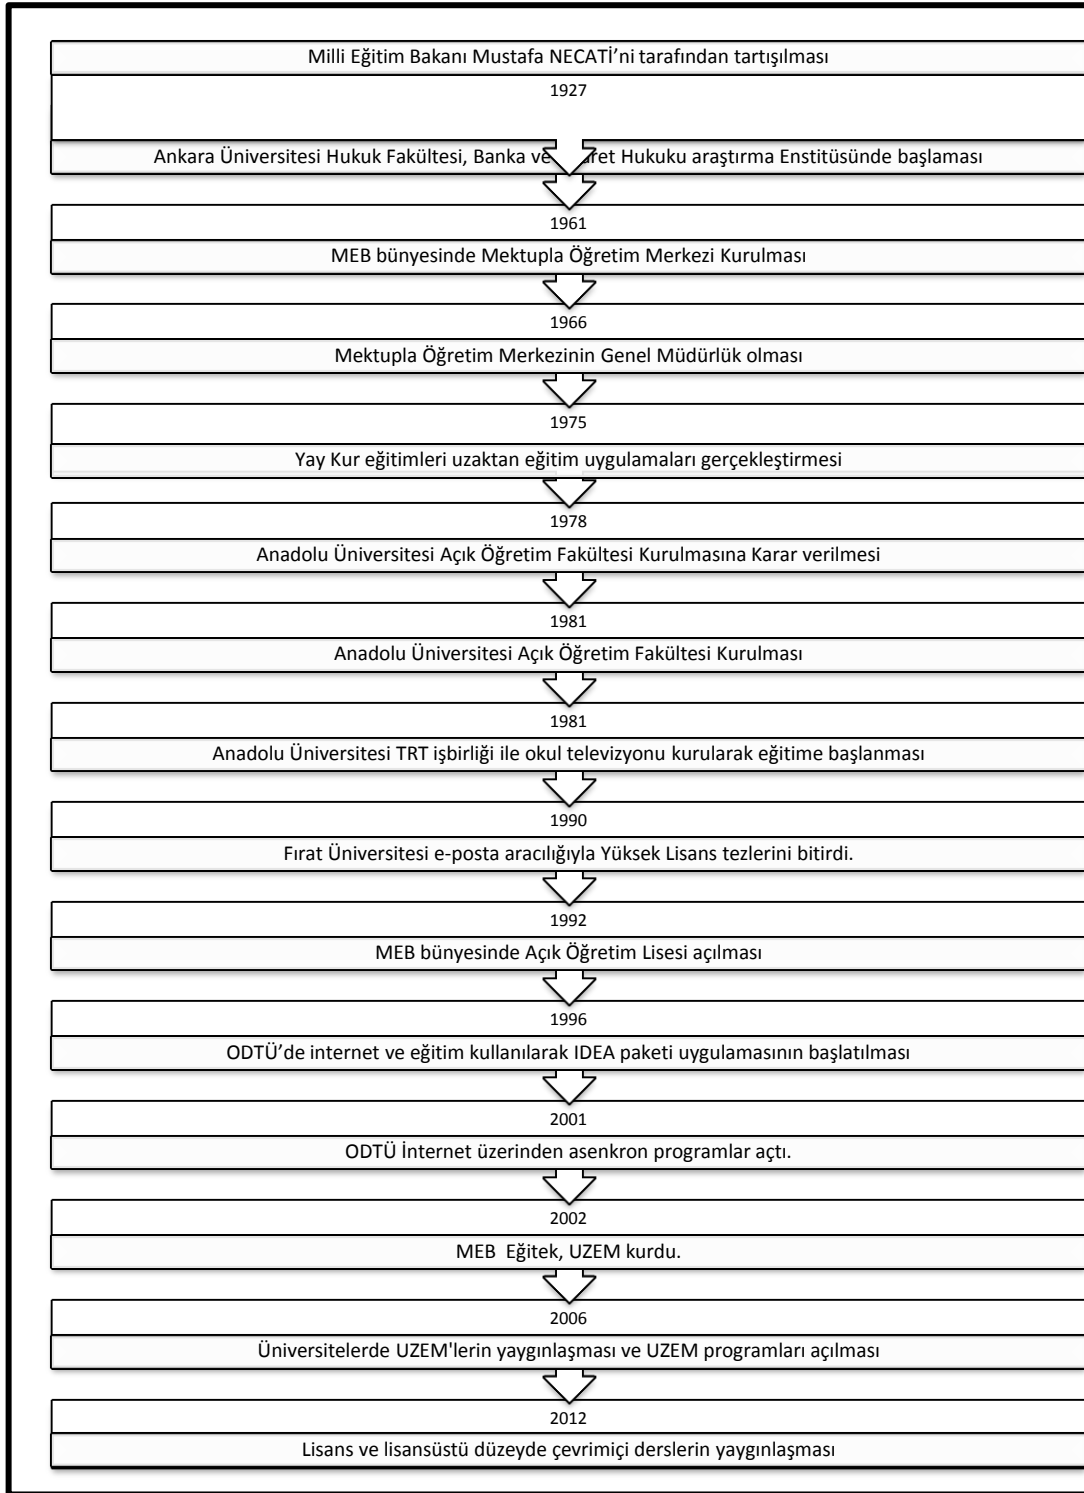 Milli Eğitim Bakanı Mustafa NECATİ’ni tarafından tartışılması
1927
Ankara Üniversitesi Hukuk Fakültesi, Banka ve Hukuku araştırma Enstitüsünde başlaması
1961
MEB bünyesinde Mektupla Öğretim Merkezi Kurulması
1966
Mektupla Öğretim Merkezinin Genel Müdürlük olması
1975
Yay Kur eğitimleri uzaktan eğitim uygulamaları gerçekleştirmesi
1978
Anadolu Üniversitesi Açık Öğretim Fakültesi Kurulmasına Karar verilmesi
1981
Anadolu Üniversitesi Açık Öğretim Fakültesi Kurulması
1981
Anadolu Üniversitesi TRT işbirliği ile okul televizyonu kurularak eğitime başlanması
1990
Fırat Üniversitesi e-posta aracılığıyla Yüksek Lisans tezlerini bitirdi.
1992
MEB bünyesinde Açık Öğretim Lisesi açılması
1996
ODTÜ’de internet ve eğitim kullanılarak IDEA paketi uygulamasının başlatılması
2001
ODTÜ İnternet üzerinden asenkron programlar açtı.
2002
MEB Eğitek, UZEM kurdu.
2006
Üniversitelerde UZEM'lerin yaygınlaşması ve UZEM programları açılması
2012
Lisans ve lisansüstü düzeyde çevrimiçi derslerin yaygınlaşması